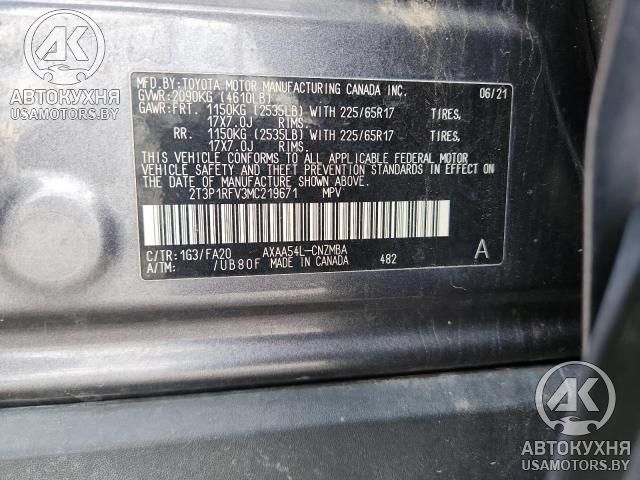 АК
АВТОКУХНЯ
USAMOTORS.BY
MFD.BY:TOYOTA MOTOR MANUFACTURING CANADA INC. 06/21
GVWR:2090KG (4610LB)
GAWR:FRT. 1150KG (2535LB) WITH 225/65R17 TIRES,
17X7.0J RIMS.
RR. 1150KG (2535LB) WITH 225/65R17 TIRES,
17X7.0J RIMS.
THIS VEHICLE CONFORMS TO ALL APPLICABLE FEDERAL MOTOR
VEHICLE SAFETY AND THEFT PREVENTION STANDARDS IN
EFFECT ON THE DATE OF MANUFACTURE SHOWN ABOVE.
2T3P1RFV3MC219671 MPV
C/TR:1G3/FA20 AXAA54L-CNZMBA A
A/TM: /UB80F MADE IN CANADA 482
АК
АВТОКУХНЯ
USAMOTORS.BY